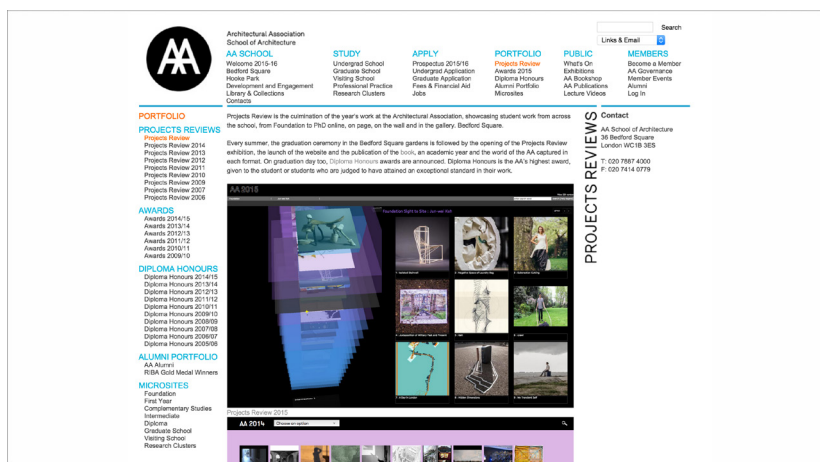 AA
Architectural Association
School of Architecture
Search
Links & Email
AA SCHOOL
Welcome 2015-16
Bedford Square
Hooke Park
Development and Engagement
Library & Collections
Contacts
STUDY
Undergrad School
Graduate School
Visiting School
Professional Practice
Research Clusters
APPLY
Prospectus 2015/16
Undergrad Application
Graduate Application
Fees & Financial Aid
Jobs
PORTFOLIO
Projects Review
Awards 2015
Diploma Honours
Alumni Portfolio
Microsites
PUBLIC
What's On
Exhibitions
AA Bookshop
AA Publications
Lecture Videos
MEMBERS
Become a Member
AA Governance
Member Events
Alumni
Log In
PORTFOLIO
PROJECTS REVIEWS
Projects Review
Projects Review 2014
Projects Review 2013
Projects Review 2012
Projects Review 2011
Projects Review 2010
Projects Review 2009
Projects Review 2007
Projects Review 2006
AWARDS
Awards 2014/15
Awards 2013/14
Awards 2012/13
Awards 2011/12
Awards 2010/11
Awards 2009/10
DIPLOMA HONOURS
Diploma Honours 2014/15
Diploma Honours 2013/14
Diploma Honours 2012/13
Diploma Honours 2011/12
Diploma Honours 2010/11
Diploma Honours 2009/10
Diploma Honours 2008/09
Diploma Honours 2007/08
Diploma Honours 2006/07
Diploma Honours 2005/06
ALUMNI PORTFOLIO
AA Alumni
RIBA Gold Medal Winners
MICROSITES
Foundation
First Year
Complementary Studies
Intermediate
Diploma
Graduate School
Visiting School
Research Clusters
Projects Review is the culmination of the year's work at the Architectural Association, showcasing student work from across
the school, from Foundation to PhD online, on page, on the wall and in the gallery. Bedford Square.
Every summer, the graduation ceremony in the Bedford Square gardens is followed by the opening of the Projects Review
exhibition, the launch of the website and the publication of the book, an academic year and the world of the AA captured in
each format. On graduation day too, Diploma Honours awards are announced. Diploma Honours is the AA's highest award,
given to the student or students who are judged to have attained an exceptional standard in their work.
AA 2015
Projects Review 2015
AA 2014
Choose an option
PROJECTS REVIEWS
Contact
AA School of Architecture
36 Bedford Square
London WC1B 3ES
T: 020 7887 4000
F: 020 7414 0779